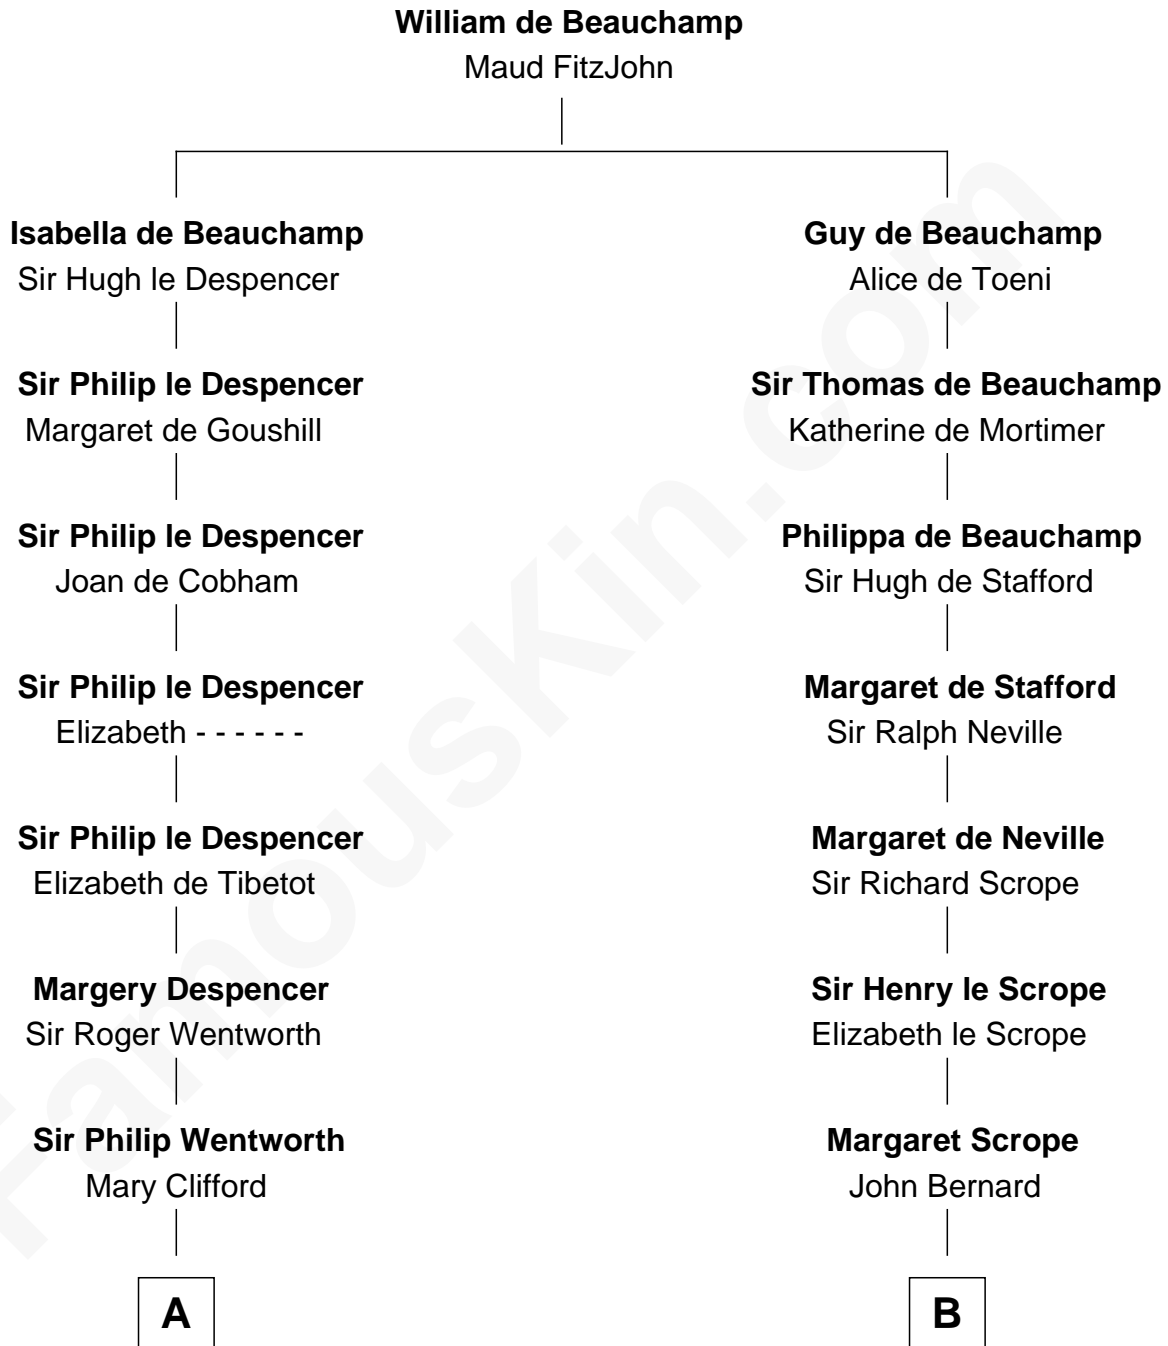 William de Beauchamp
Maud FitzJohn
Isabella de Beauchamp
Sir Hugh le Despencer
Guy de Beauchamp
Alice de Toeni
Sir Philip le Despencer
Margaret de Goushill
Sir Thomas de Beauchamp
Katherine de Mortimer
Sir Philip le Despencer
Joan de Cobham
Philippa de Beauchamp
Sir Hugh de Stafford
Sir Philip le Despencer
Elizabeth - - - - - -
Margaret de Stafford
Sir Ralph Neville
Sir Philip le Despencer
Elizabeth de Tibetot
Margaret de Neville
Sir Richard Scrope
Margery Despencer
Sir Roger Wentworth
Sir Henry le Scrope
Elizabeth le Scrope
Sir Philip Wentworth
Mary Clifford
Margaret Scrope
John Bernard
A
B
FamousKin.com